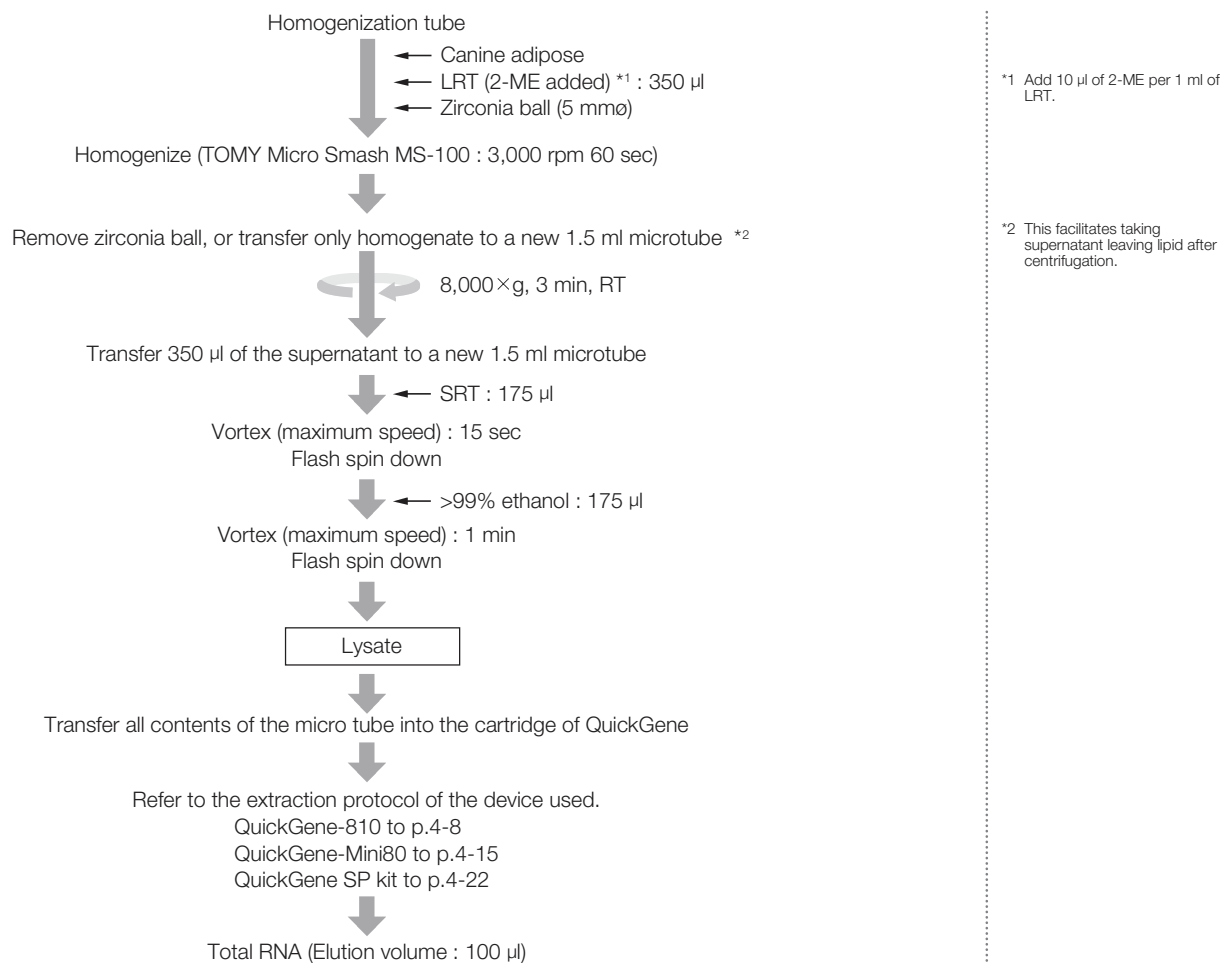 Homogenization tube
Canine adipose
LRT (2-ME added) *1 : 350 µl
Zirconia ball (5 mmø)
Homogenize (TOMY Micro Smash MS-100 : 3,000 rpm 60 sec)
Remove zirconia ball, or transfer only homogenate to a new 1.5 ml microtube *2
8,000×g, 3 min, RT
Transfer 350 µl of the supernatant to a new 1.5 ml microtube
SRT : 175 µl
Vortex (maximum speed) : 15 sec
Flash spin down
>99% ethanol : 175 µl
Vortex (maximum speed) : 1 min
Flash spin down
Lysate
Transfer all contents of the micro tube into the cartridge of QuickGene
Refer to the extraction protocol of the device used.
QuickGene-810 to p.4-8
QuickGene-Mini80 to p.4-15
QuickGene SP kit to p.4-22
Total RNA (Elution volume : 100 µl)
*1 Add 10 µl of 2-ME per 1 ml of
LRT.
*2 This facilitates taking
supernatant leaving lipid after
centrifugation.